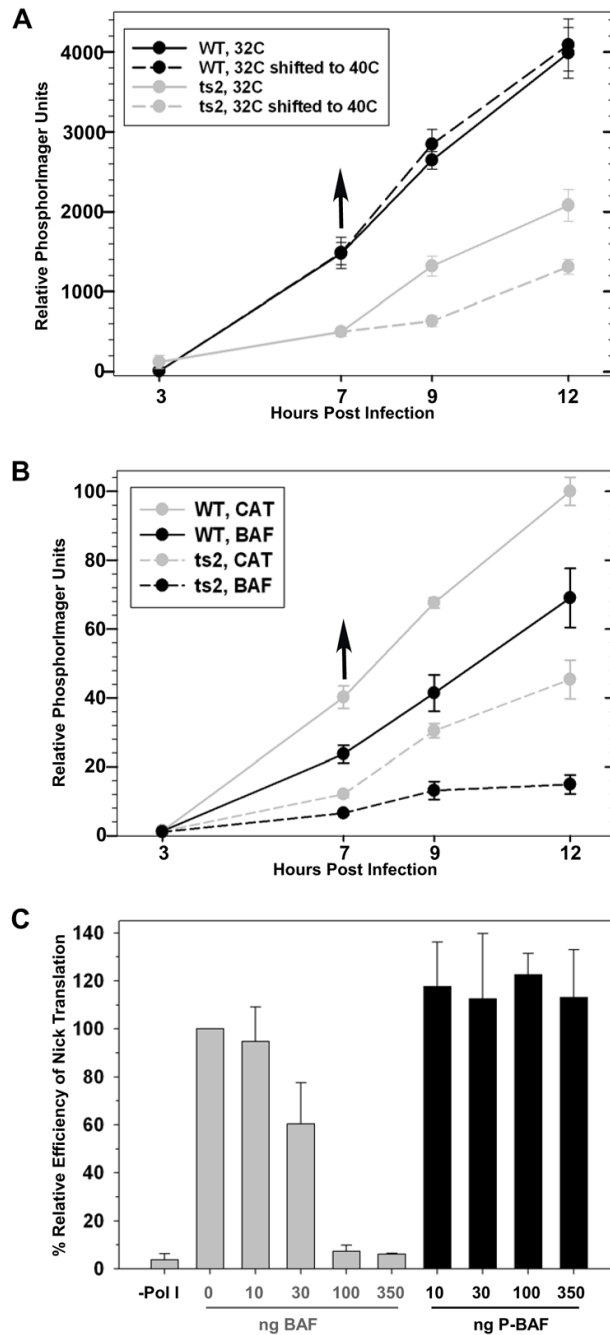 A
WT, 32C
WT, 32C shifted to 40C
ts2, 32C
ts2, 32C shifted to 40C
Relative PhosphorImager Units
4000
3000
2000
1000
0
3 7 9 12
Hours Post Infection
B
WT, CAT
WT, BAF
ts2, CAT
ts2, BAF
Relative PhosphorImager Units
100
80
60
40
20
0
3 7 9 12
Hours Post Infection
C
% Relative Efficiency of Nick Translation
140
120
100
80
60
40
20
0
-Pol I 0 10 30 100 350 10 30 100 350
ng BAF ng P-BAF